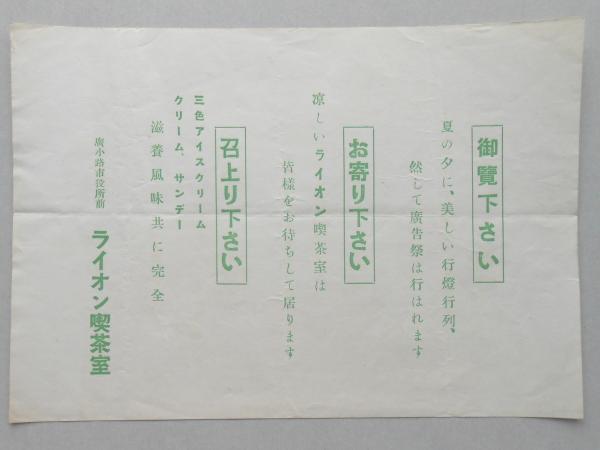 御覽下さい
夏の夕に、美しい行燈行列、
然して廣告祭は行はれます
お寄り下さい
凉しいライオン喫茶室は
皆様をお待ちして居ります
召上り下さい
三色アイスクリーム
クリーム、サンデー
滋養風味共に完全
廣小路市役所前
ライオン喫茶室